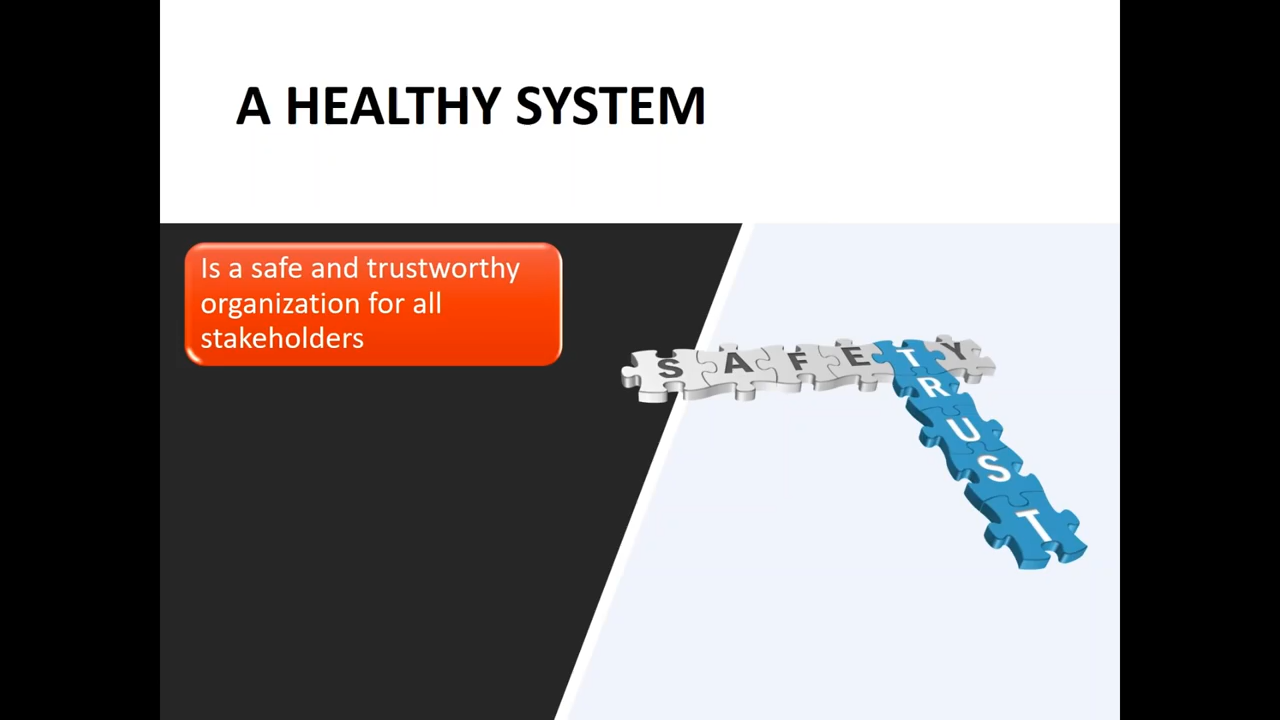 A HEALTHY SYSTEM
Is a safe and trustworthy
organization for all
stakeholders
SAFETY
TRUST